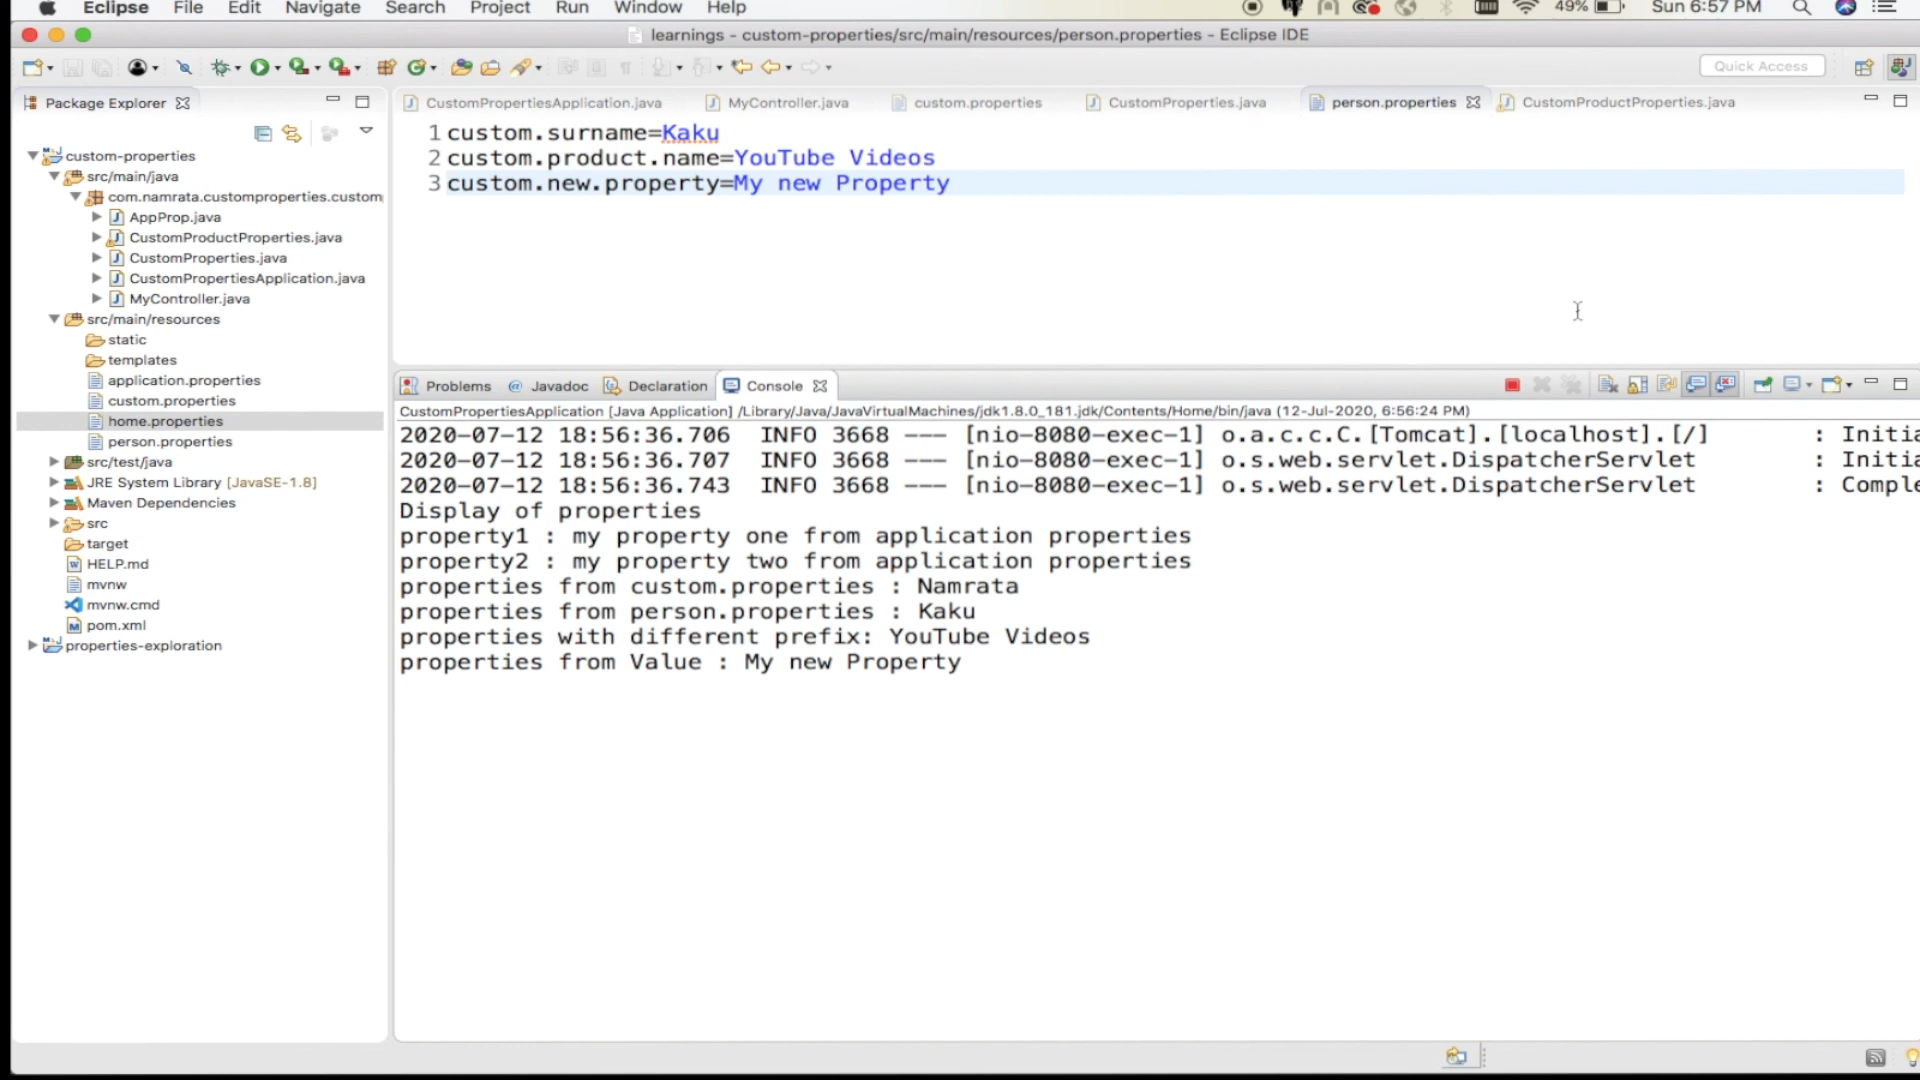 Eclipse File Edit Navigate Search Project Run Window Help 49% Sun 6:57 PM
learnings - custom-properties/src/main/resources/person.properties - Eclipse IDE
Quick Access
Package Explorer
CustomPropertiesApplication.java MyController.java custom.properties CustomProperties.java person.properties CustomProductProperties.java
custom-properties
src/main/java
com.namrata.customproperties.custom
AppProp.java
CustomProductProperties.java
CustomProperties.java
CustomPropertiesApplication.java
MyController.java
src/main/resources
static
templates
application.properties
custom.properties
home.properties
person.properties
src/test/java
JRE System Library [JavaSE-1.8]
Maven Dependencies
src
target
HELP.md
mvnw
mvnw.cmd
pom.xml
properties-exploration
1 custom.surname=Kaku
2 custom.product.name=YouTube Videos
3 custom.new.property=My new Property
Problems @ Javadoc Declaration Console
CustomPropertiesApplication [Java Application] /Library/Java/JavaVirtualMachines/jdk1.8.0_181.jdk/Contents/Home/bin/java (12-Jul-2020, 6:56:24 PM)
2020-07-12 18:56:36.706 INFO 3668 --- [nio-8080-exec-1] o.a.c.c.C.[Tomcat].[localhost].[/] : Initia
2020-07-12 18:56:36.707 INFO 3668 --- [nio-8080-exec-1] o.s.web.servlet.DispatcherServlet : Initia
2020-07-12 18:56:36.743 INFO 3668 --- [nio-8080-exec-1] o.s.web.servlet.DispatcherServlet : Comple
Display of properties
property1 : my property one from application properties
property2 : my property two from application properties
properties from custom.properties : Namrata
properties from person.properties : Kaku
properties with different prefix: YouTube Videos
properties from Value : My new Property